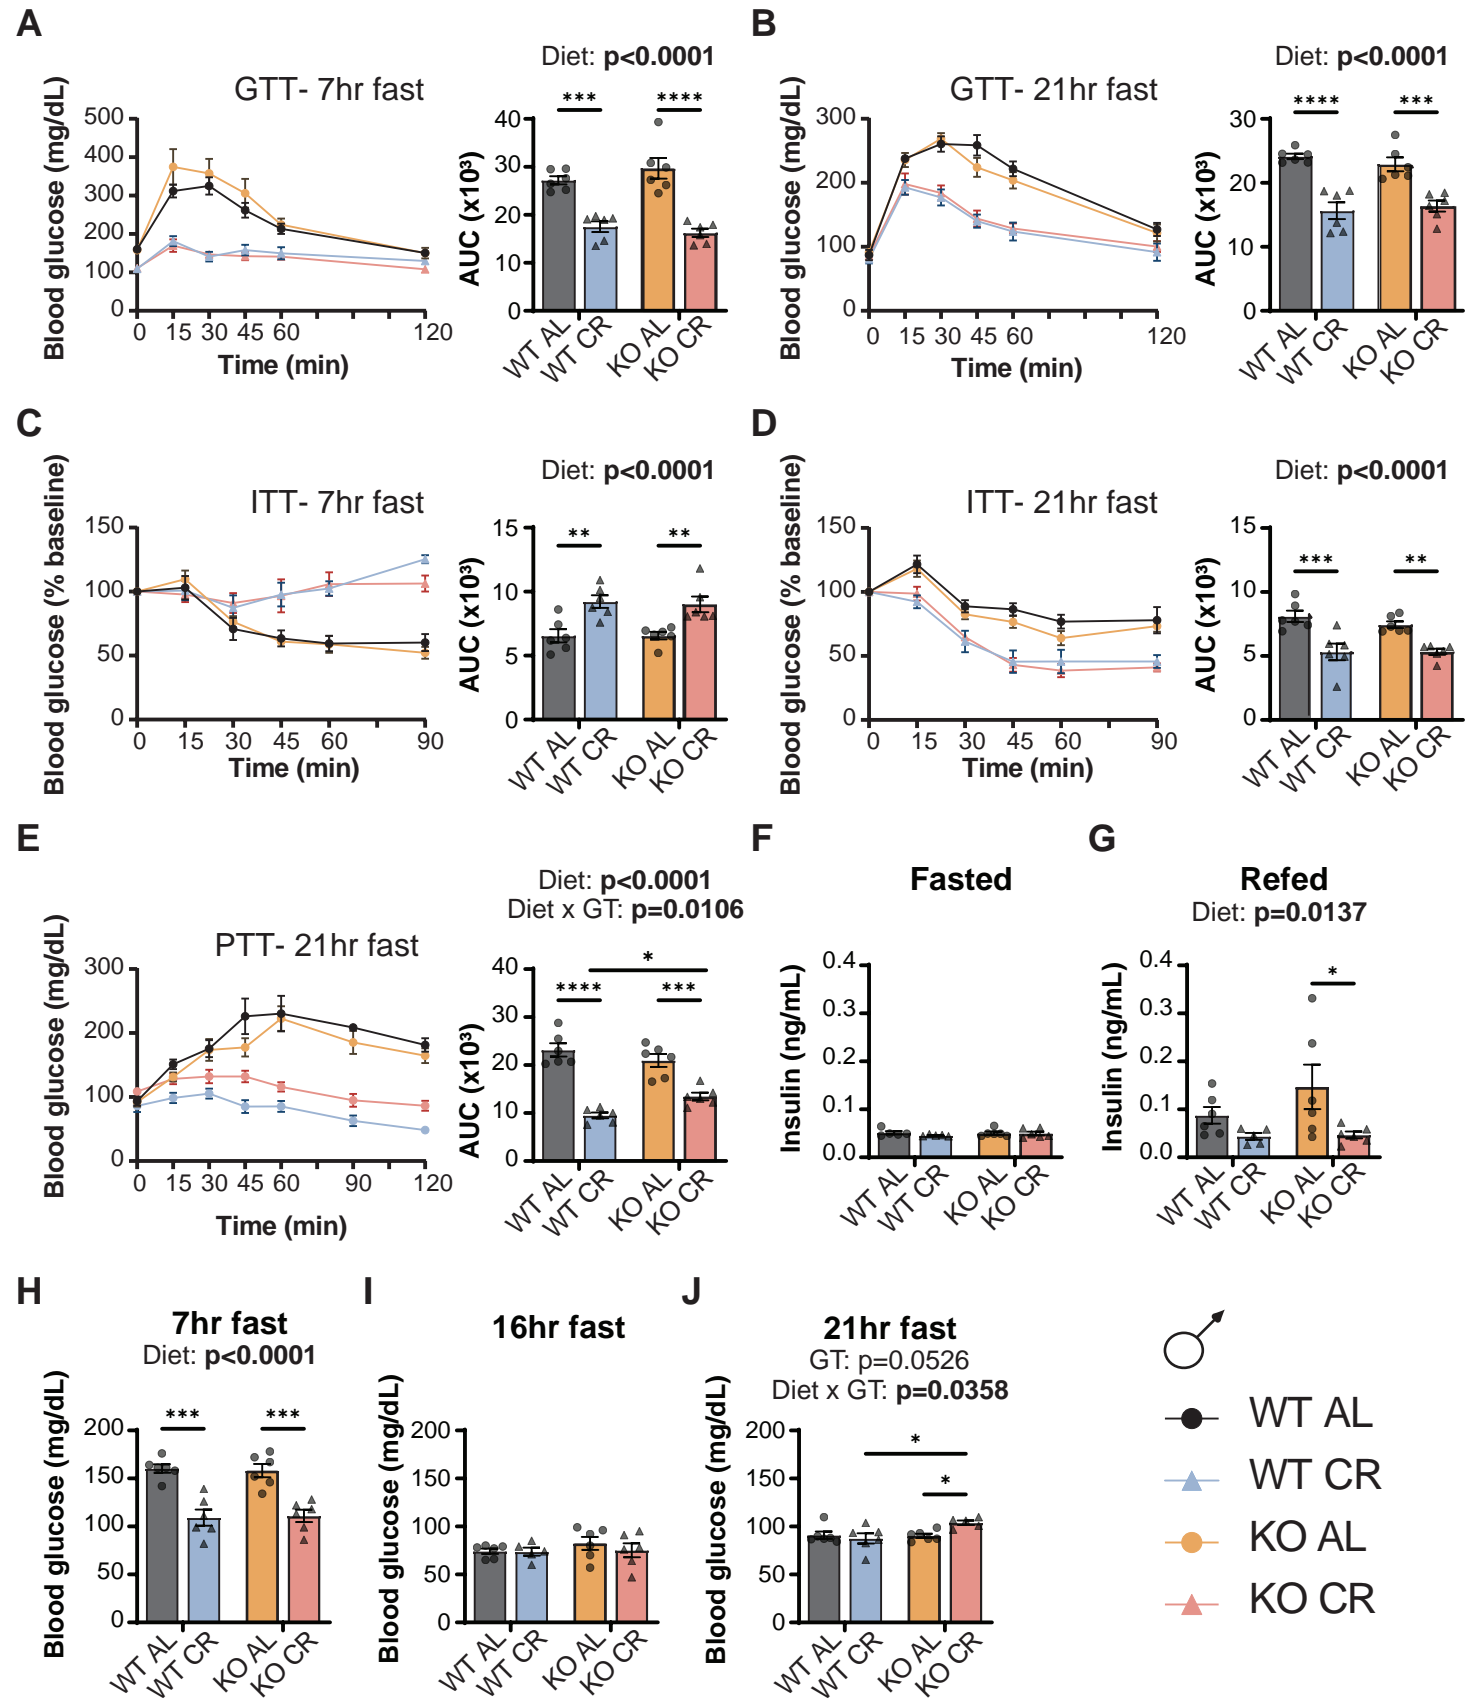 A
GTT- 7hr fast
Diet: p<0.0001
*** ****
Blood glucose (mg/dL)
500
400
300
200
100
0
0 15 30 45 60 120
Time (min)
AUC (x10³)
40
30
20
10
0
WT AL
WT CR
KO AL
KO CR
B
GTT- 21hr fast
Diet: p<0.0001
**** ***
Blood glucose (mg/dL)
300
200
100
0
0 15 30 45 60 120
Time (min)
AUC (x10³)
30
20
10
0
WT AL
WT CR
KO AL
KO CR
C
ITT- 7hr fast
Diet: p<0.0001
** **
Blood glucose (% baseline)
150
100
50
0
0 15 30 45 60 90
Time (min)
AUC (x10³)
15
10
5
0
WT AL
WT CR
KO AL
KO CR
D
ITT- 21hr fast
Diet: p<0.0001
*** **
Blood glucose (% baseline)
150
100
50
0
0 15 30 45 60 90
Time (min)
AUC (x10³)
15
10
5
0
WT AL
WT CR
KO AL
KO CR
E
PTT- 21hr fast
Diet: p<0.0001
Diet x GT: p=0.0106
*
**** ***
Blood glucose (mg/dL)
300
200
100
0
0 15 30 45 60 90 120
Time (min)
AUC (x10³)
40
30
20
10
0
WT AL
WT CR
KO AL
KO CR
F
Fasted
Insulin (ng/mL)
0.4
0.3
0.2
0.1
0.0
WT AL
WT CR
KO AL
KO CR
G
Refed
Diet: p=0.0137
*
Insulin (ng/mL)
0.4
0.3
0.2
0.1
0.0
WT AL
WT CR
KO AL
KO CR
H
7hr fast
Diet: p<0.0001
*** ***
Blood glucose (mg/dL)
200
150
100
50
0
WT AL
WT CR
KO AL
KO CR
I
16hr fast
Blood glucose (mg/dL)
200
150
100
50
0
WT AL
WT CR
KO AL
KO CR
J
21hr fast
GT: p=0.0526
Diet x GT: p=0.0358
*
*
Blood glucose (mg/dL)
200
150
100
50
0
WT AL
WT CR
KO AL
KO CR
WT AL
WT CR
KO AL
KO CR